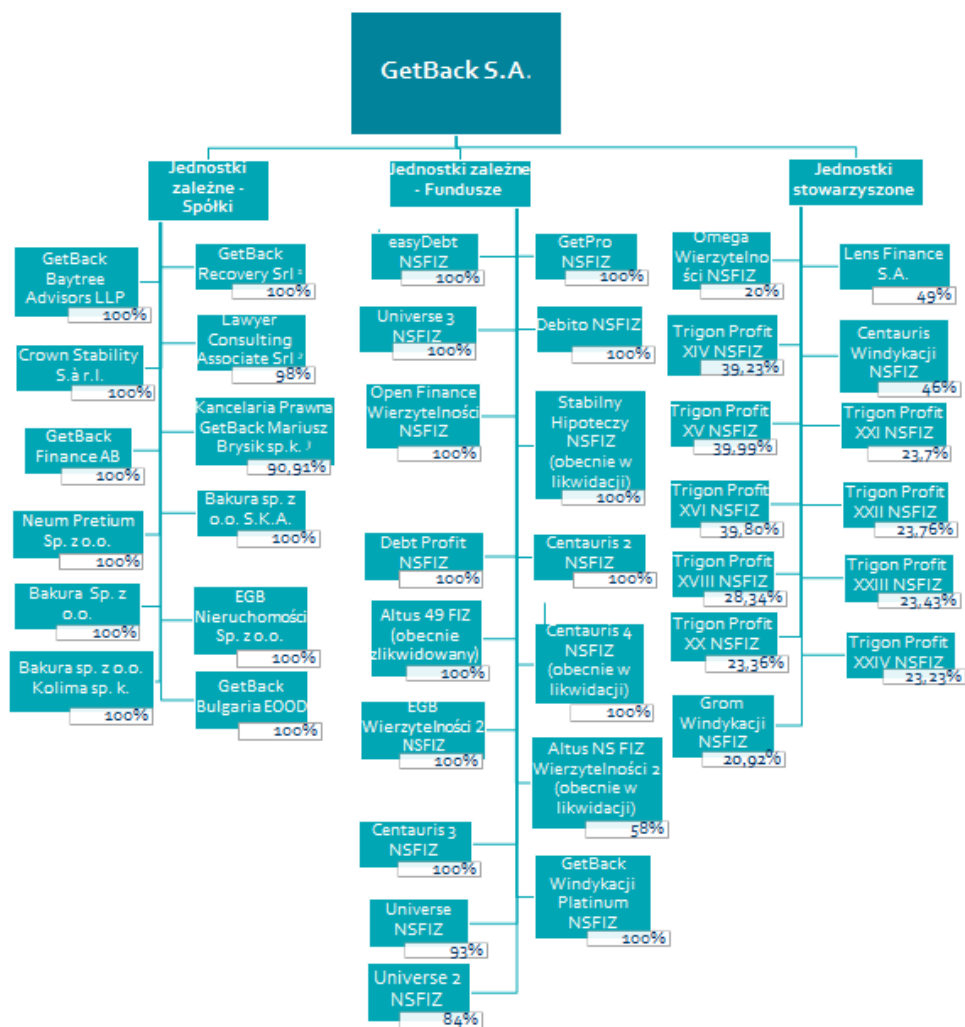 GetBack S.A.
Jednostki
zależne -
Spółki
GetBack
Baytree
Advisors LLP
100%
GetBack
Recovery Srl
100%
Crown Stability
S.à r.l.
100%
Lawyer
Consulting
Associate Srl
98%
GetBack
Finance AB
100%
Kancelaria Prawna
GetBack Mariusz
Brysik sp.k.
90,91%
Neum Pretium
Sp. z o.o.
100%
Bakura sp. z
o.o. S.K.A.
100%
Bakura Sp. z
o.o.
100%
EGB
Nieruchomości
Sp. z o.o.
100%
Bakura sp. z o.o.
Kolima sp. k.
100%
GetBack
Bulgaria EOOD
100%
Jednostki zależne
- Fundusze
easyDebt
NSFIZ
100%
GetPro
NSFIZ
100%
Universe 3
NSFIZ
100%
Debito NSFIZ
100%
Open Finance
Wierzytelności
NSFIZ
100%
Stabilny
Hipoteczy
NSFIZ
(obecnie w
likwidacji)
100%
Debt Profit
NSFIZ
100%
Centauris 2
NSFIZ
100%
Altus 49 FIZ
(obecnie
zlikwidowany)
100%
Centauris 4
NSFIZ
(obecnie w
likwidacji)
100%
EGB
Wierzytelności 2
NSFIZ
100%
Altus NS FIZ
Wierzytelności 2
(obecnie w
likwidacji)
58%
Centauris 3
NSFIZ
100%
GetBack
Windykacji
Platinum
NSFIZ
100%
Universe
NSFIZ
93%
Universe 2
NSFIZ
84%
Jednostki
stowarzyszone
Omega
Wierzytelno
ści NSFIZ
20%
Lens Finance
S.A.
49%
Trigon Profit
XIV NSFIZ
39,23%
Centauris
Windykacji
NSFIZ
46%
Trigon Profit
XV NSFIZ
39,99%
Trigon Profit
XXI NSFIZ
23,7%
Trigon Profit
XVI NSFIZ
39,80%
Trigon Profit
XXII NSFIZ
23,76%
Trigon Profit
XVIII NSFIZ
28,34%
Trigon Profit
XXIII NSFIZ
23,43%
Trigon Profit
XX NSFIZ
23,36%
Trigon Profit
XXIV NSFIZ
23,23%
Grom
Windykacji
NSFIZ
20,92%